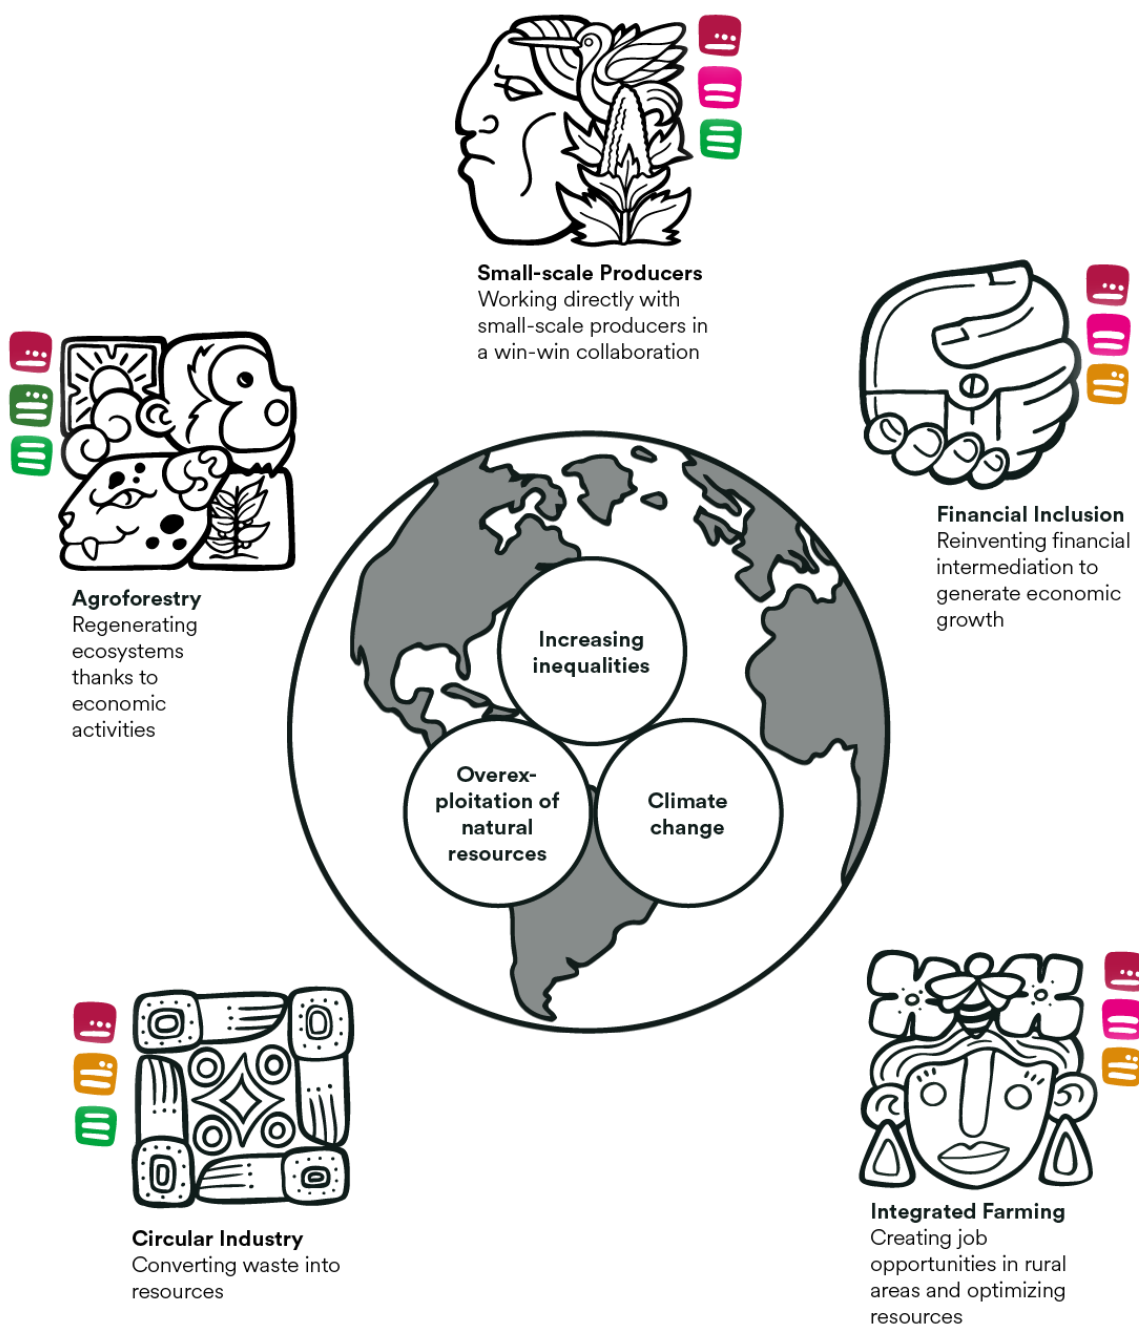 Small-scale Producers
Working directly with
small-scale producers in
a win-win collaboration
Financial Inclusion
Reinventing financial
intermediation to
generate economic
growth
Agroforestry
Regenerating
ecosystems
thanks to
economic
activities
Increasing
inequalities
Overex-
ploitation of
natural
resources
Climate
change
Circular Industry
Converting waste into
resources
Integrated Farming
Creating job
opportunities in rural
areas and optimizing
resources